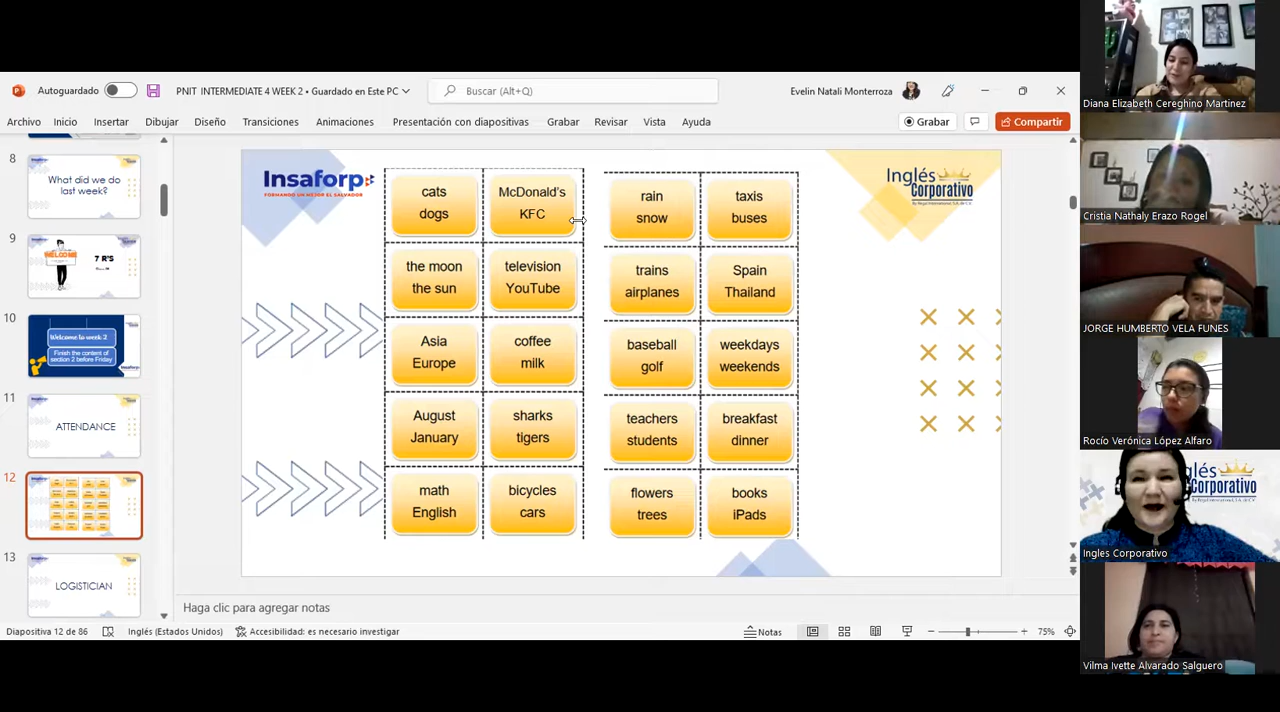 Autoguardado
PNIT INTERMEDIATE 4 WEEK 2 • Guardado en Este PC
Buscar (Alt+Q)
Evelin Natali Monterroza
Archivo
Inicio
Insertar
Dibujar
Diseño
Transiciones
Animaciones
Presentación con diapositivas
Grabar
Revisar
Vista
Ayuda
Grabar
Compartir
8
What did we do
last week?
9
WELCOME
7 R'S
10
Welcome to week 2
Finish the content of
section 2 before Friday
11
ATTENDANCE
12
13
LOGISTICIAN
Insaforp
FORMANDO UN MEJOR EL SALVADOR
Inglés
Corporativo
cats
dogs
McDonald's
KFC
rain
snow
taxis
buses
the moon
the sun
television
YouTube
trains
airplanes
Spain
Thailand
Asia
Europe
coffee
milk
baseball
golf
weekdays
weekends
August
January
sharks
tigers
teachers
students
breakfast
dinner
math
English
bicycles
cars
flowers
trees
books
iPads
Haga clic para agregar notas
Diapositiva 12 de 86
Inglés (Estados Unidos)
Accesibilidad: es necesario investigar
Notas
75%
Diana Elizabeth Cereghino Martinez
Cristia Nathaly Erazo Rogel
JORGE HUMBERTO VELA FUNES
Rocío Verónica López Alfaro
glés
Corporativo
Ingles Corporativo
Vilma Ivette Alvarado Salguero